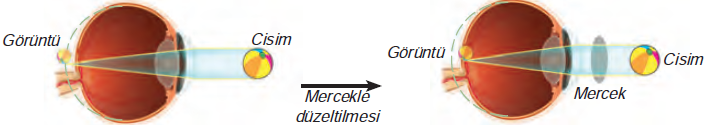 Görüntü
Cisim
Mercekle
düzeltilmesi
Görüntü
Cisim
Mercek